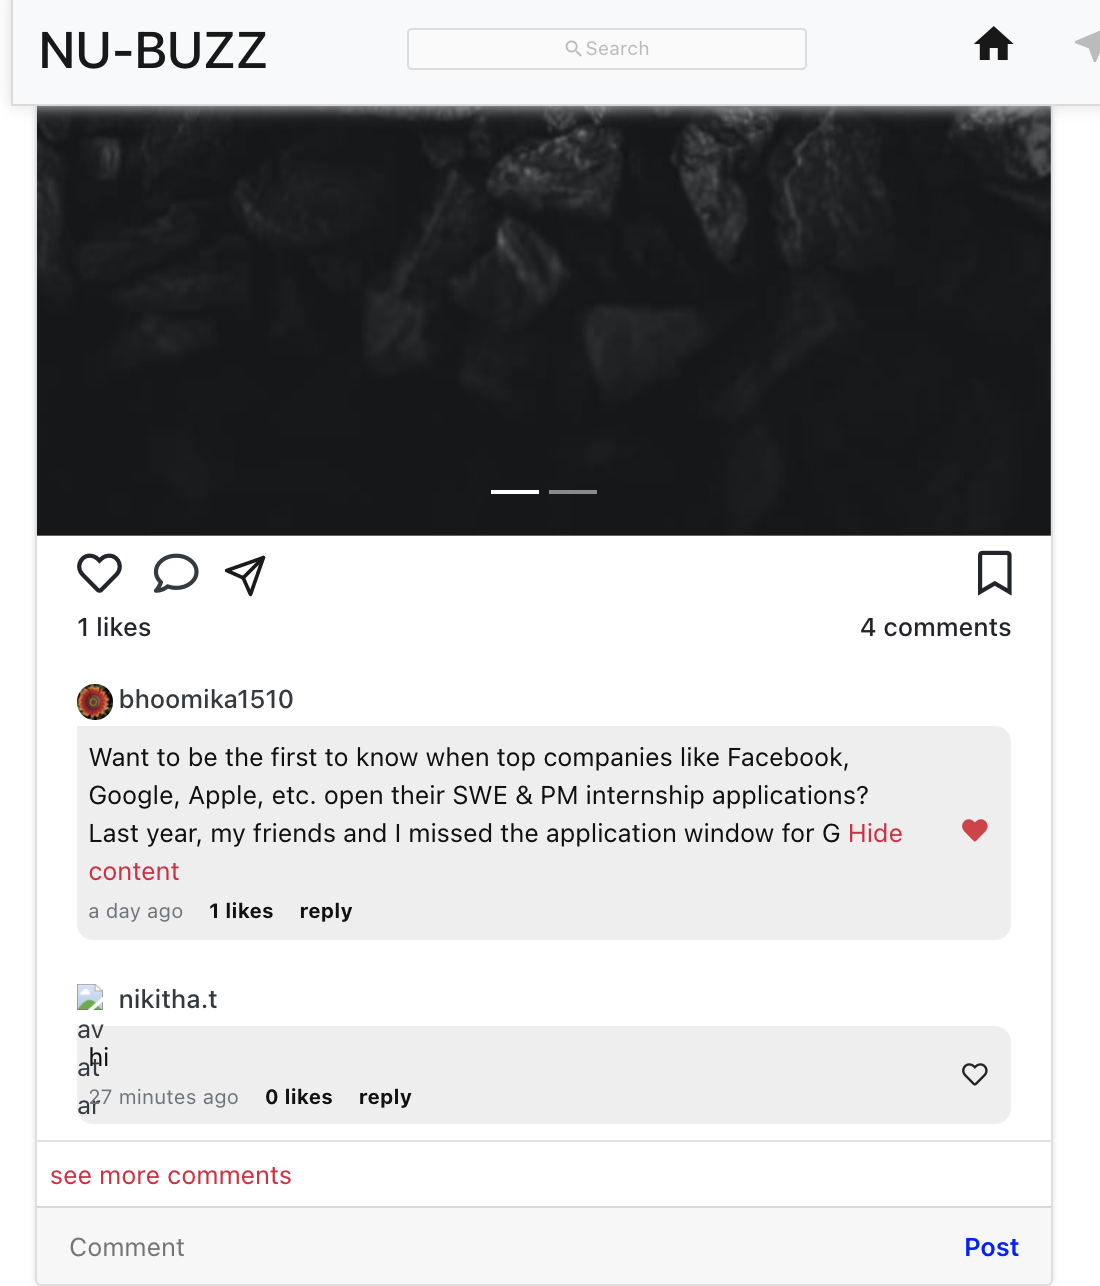 NU-BUZZ
Search
1 likes
4 comments
bhoomika1510
Want to be the first to know when top companies like Facebook,
Google, Apple, etc. open their SWE & PM internship applications?
Last year, my friends and I missed the application window for G Hide
content
a day ago 1 likes reply
nikitha.t
av
at
ar
hi
27 minutes ago 0 likes reply
see more comments
Comment
Post